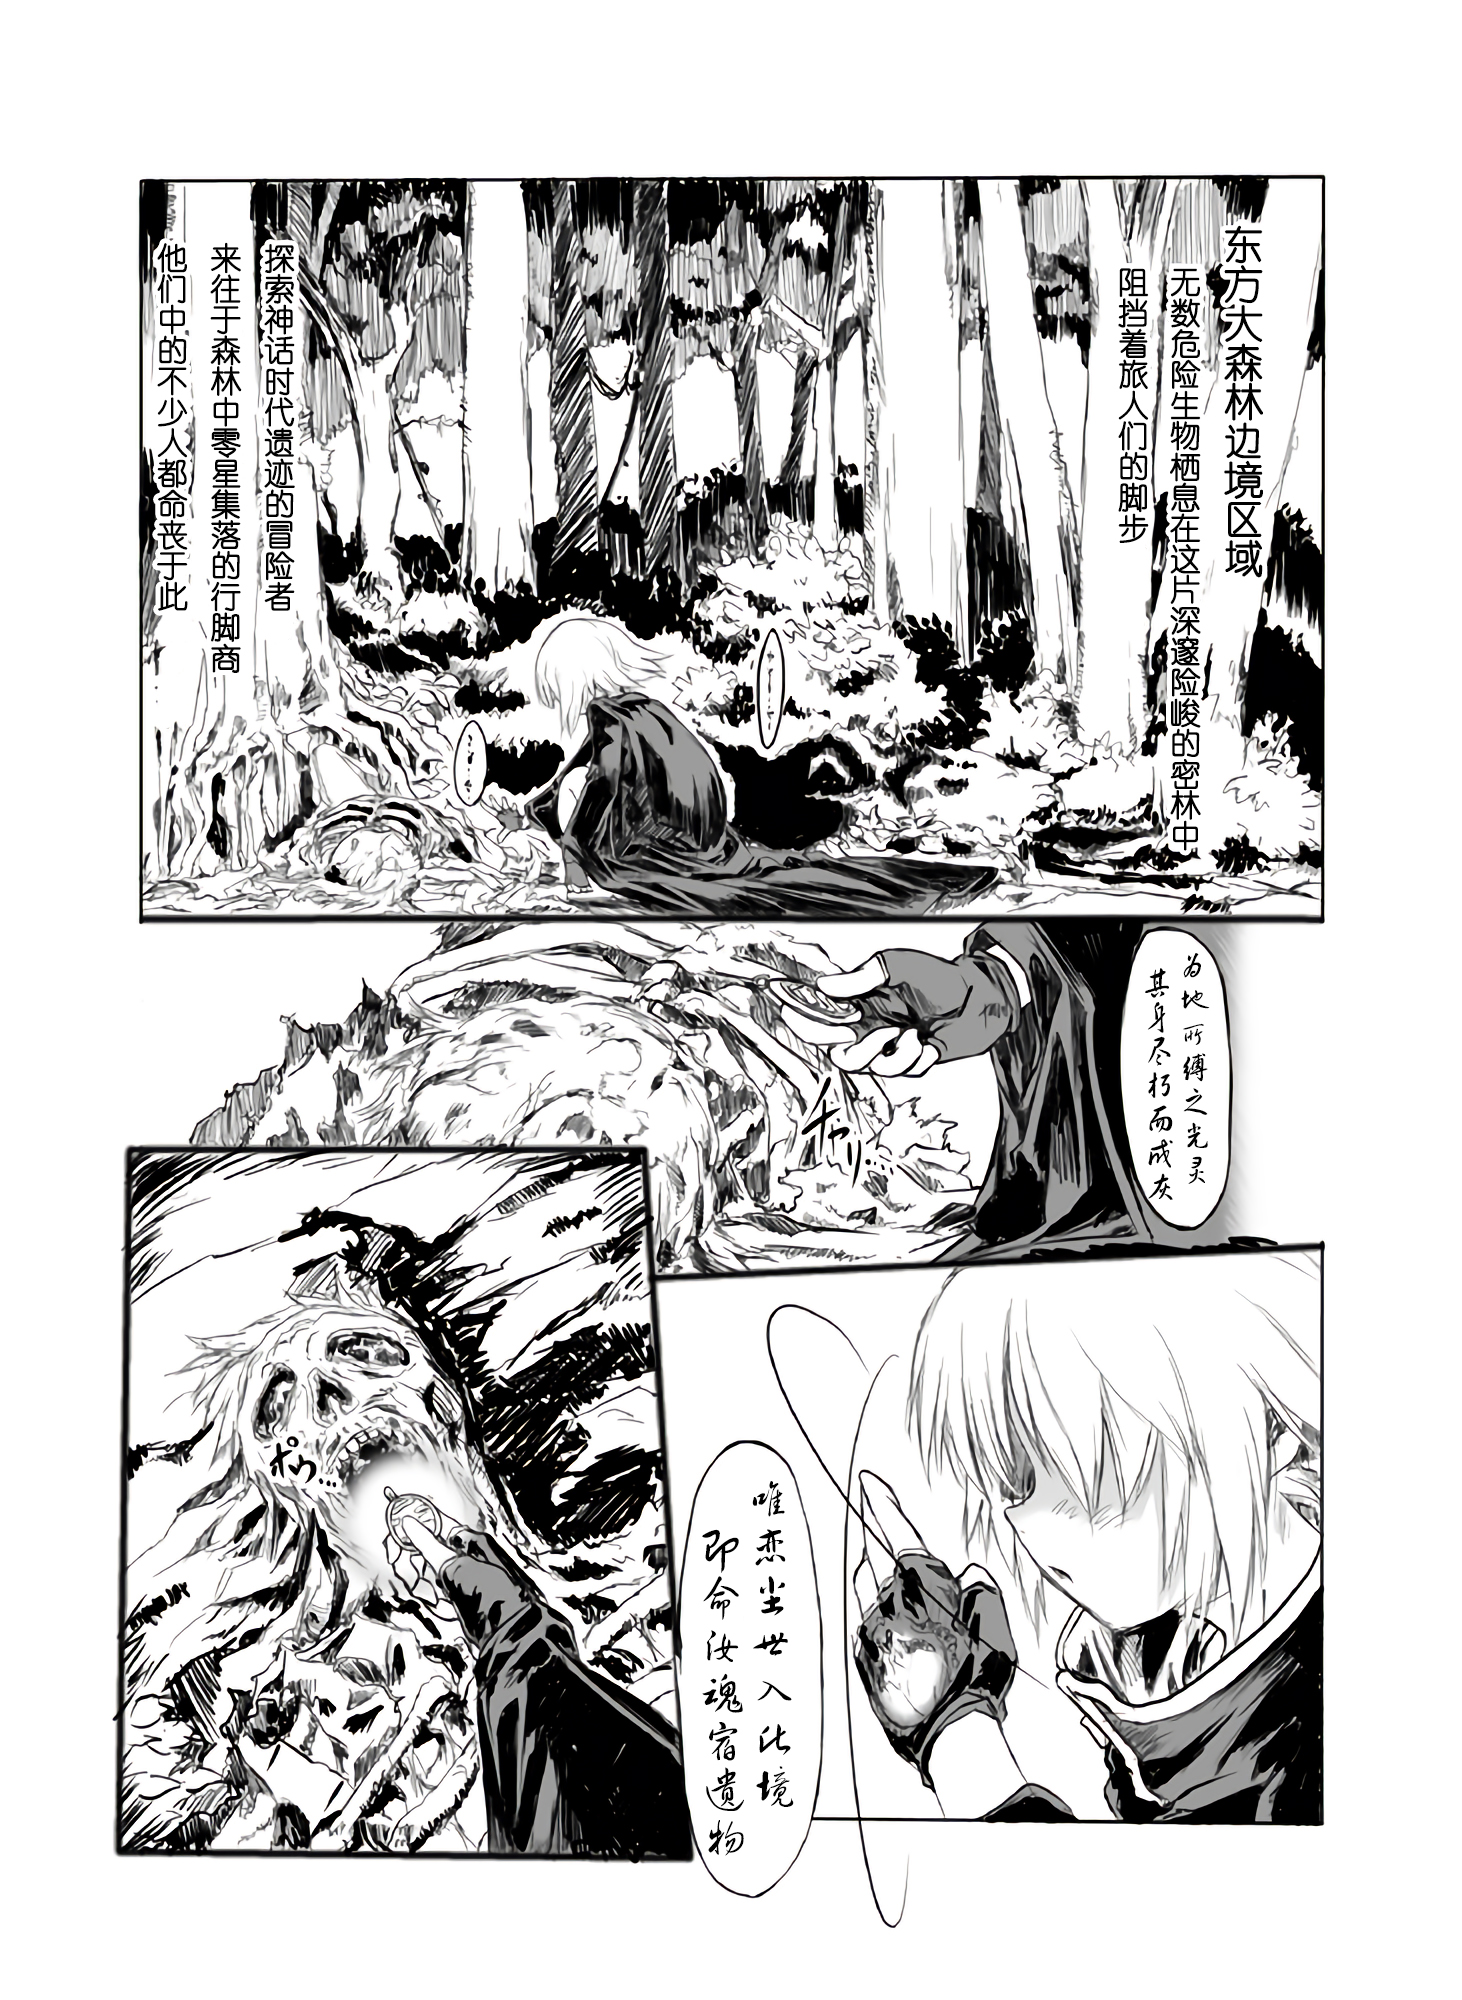 东方大森林边境区域
无数危险生物栖息在这片深邃险峻的密林中
阻挡着旅人们的脚步
探索神话时代遗迹的冒险者
来往于森林中零星集落的行脚商
他们中的不少人都命丧于此
为地所缚之光灵
其身尽朽而成灰
チャリ…
唯恋尘世入此境
即命汝魂宿遗物
ポゥ…